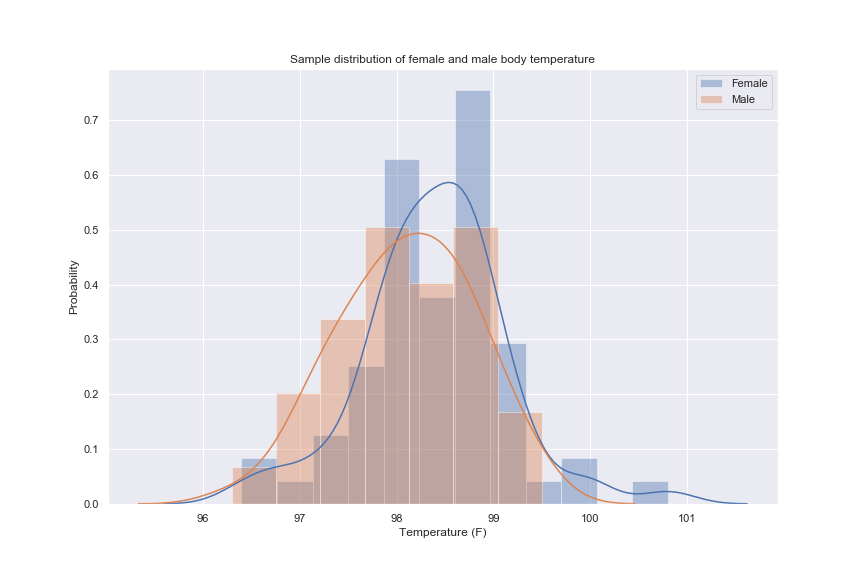 Sample distribution of female and male body temperature
Female
Male
0.7
0.6
0.5
0.4
0.3
0.2
0.1
0.0
Probability
96 97 98 99 100 101
Temperature (F)